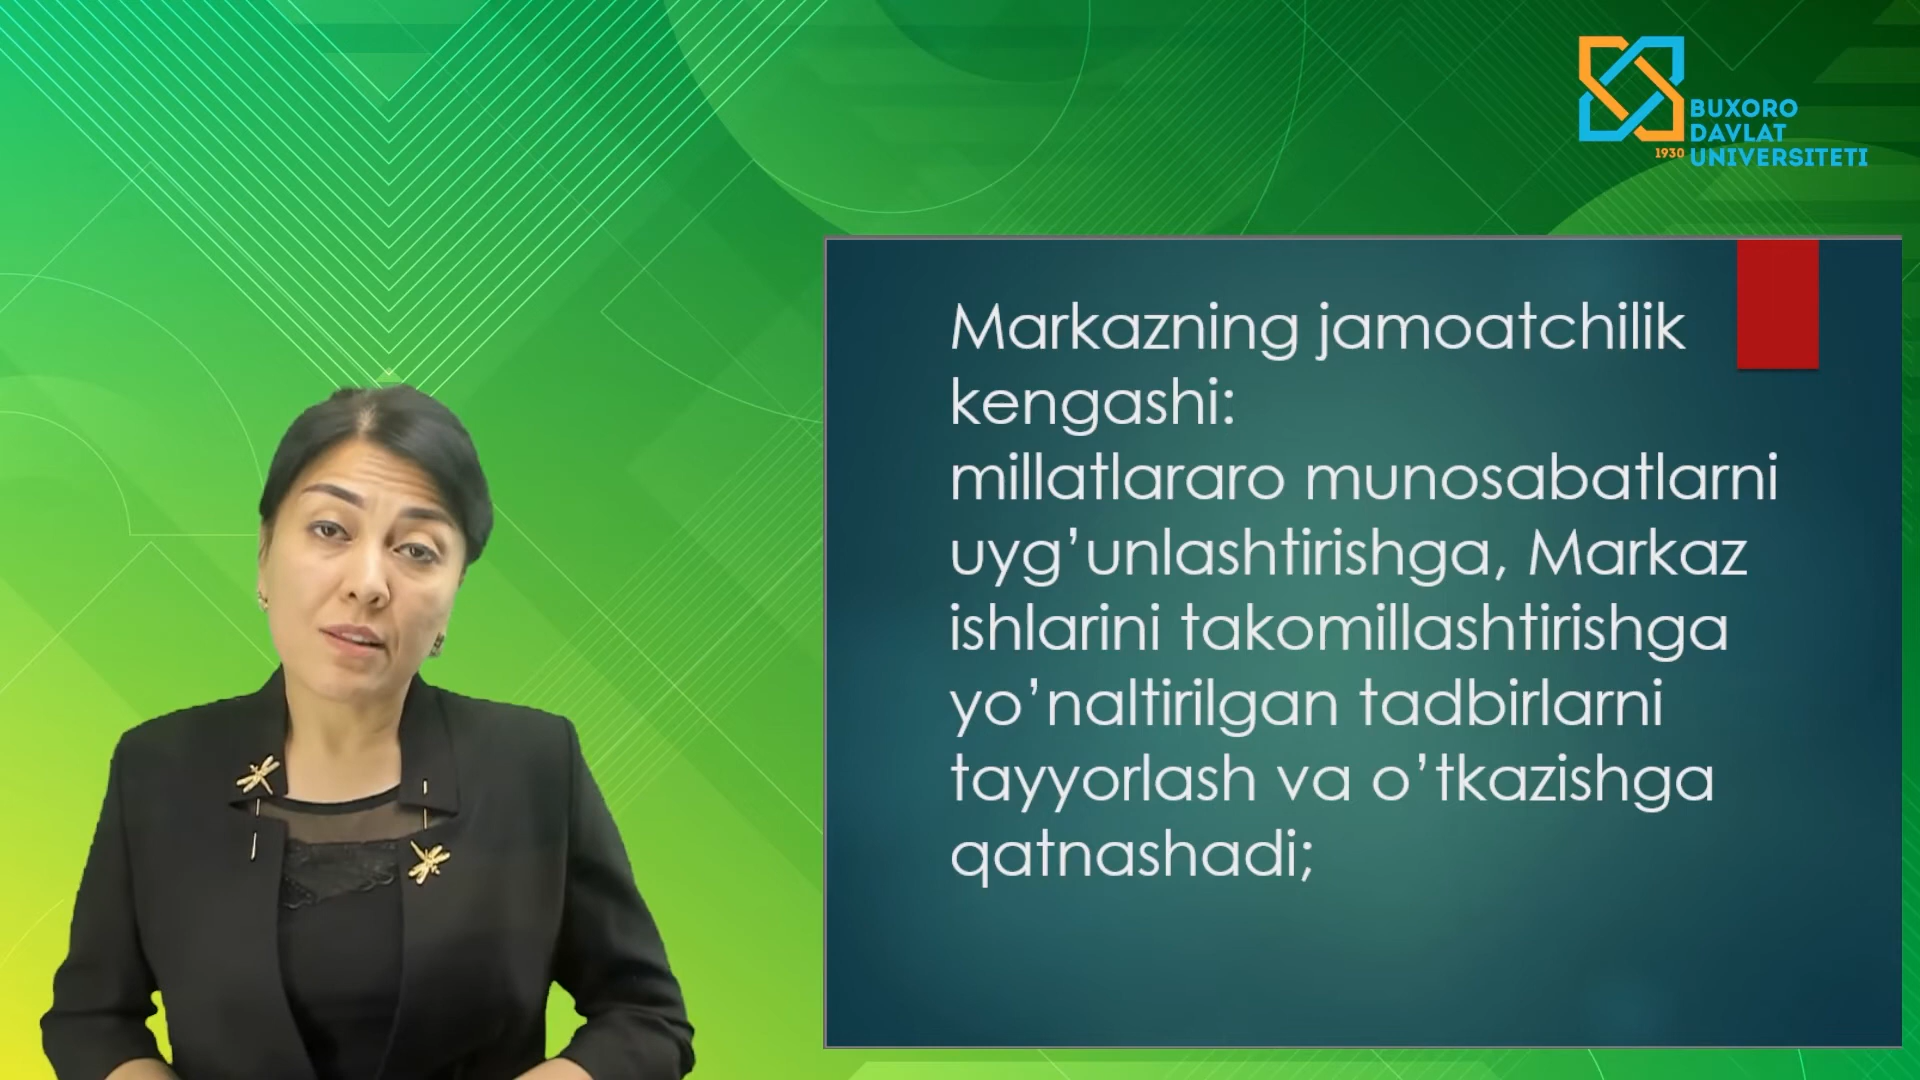 BUXORO
DAVLAT
1930 UNIVERSITETI
Markazning jamoatchilik
kengashi:
millatlararo munosabatlarni
uyg’unlashtirishga, Markaz
ishlarini takomillashtirishga
yo’naltirilgan tadbirlarni
tayyorlash va o’tkazishga
qatnashadi;